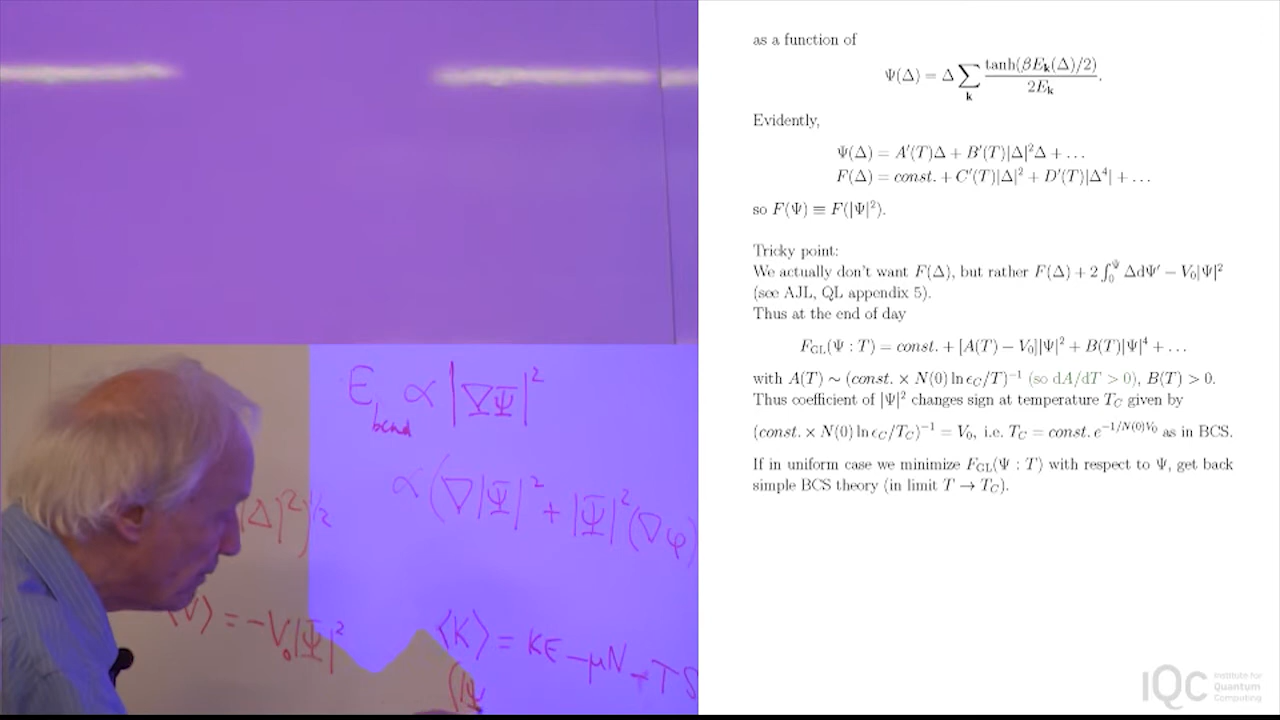 as a function of
Ψ(Δ) = Δ ∑_k tanh(βE_k(Δ)/2) / 2E_k.
Evidently,
Ψ(Δ) = A′(T)Δ + B′(T)|Δ|²Δ + …
F(Δ) = const. + C′(T)|Δ|² + D′(T)|Δ⁴| + …
so F(Ψ) ≡ F(|Ψ|²).
Tricky point:
We actually don't want F(Δ), but rather F(Δ) + 2∫₀^Ψ ΔdΨ′ − V₀|Ψ|²
(see AJL, QL appendix 5).
Thus at the end of day
F_GL(Ψ : T) = const. + [A(T) − V₀]|Ψ|² + B(T)|Ψ|⁴ + …
with A(T) ∼ (const. × N(0) ln ϵ_C/T)⁻¹ (so dA/dT > 0), B(T) > 0.
Thus coefficient of |Ψ|² changes sign at temperature T_C given by
(const. × N(0) ln ϵ_C/T_C)⁻¹ = V₀, i.e. T_C = const. e^{−1/N(0)V₀} as in BCS.
If in uniform case we minimize F_GL(Ψ : T) with respect to Ψ, get back
simple BCS theory (in limit T → T_C).
E_bend ∝ |∇Ψ|²
∝ (∇|Ψ|² + |Ψ|²(∇φ)
|Δ|²)^½
⟨V⟩ = −V₀|Ψ|²
⟨K⟩ = KE − μN − TS
(|Ψ
IQC Institute for
Quantum
Computing